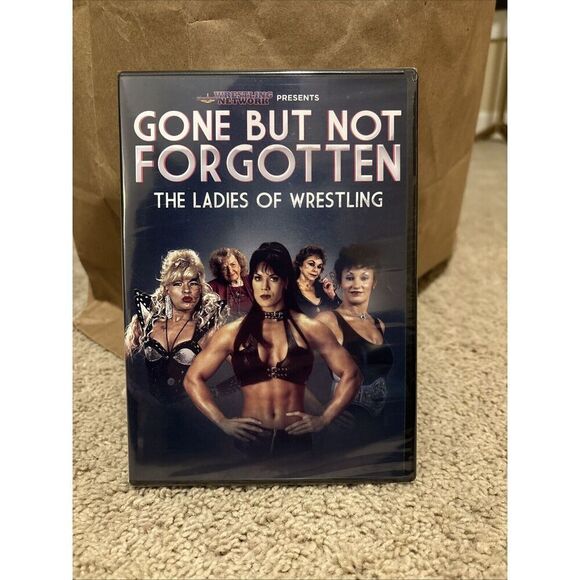 WRESTLING
NETWORK PRESENTS
GONE BUT NOT
FORGOTTEN
THE LADIES OF WRESTLING